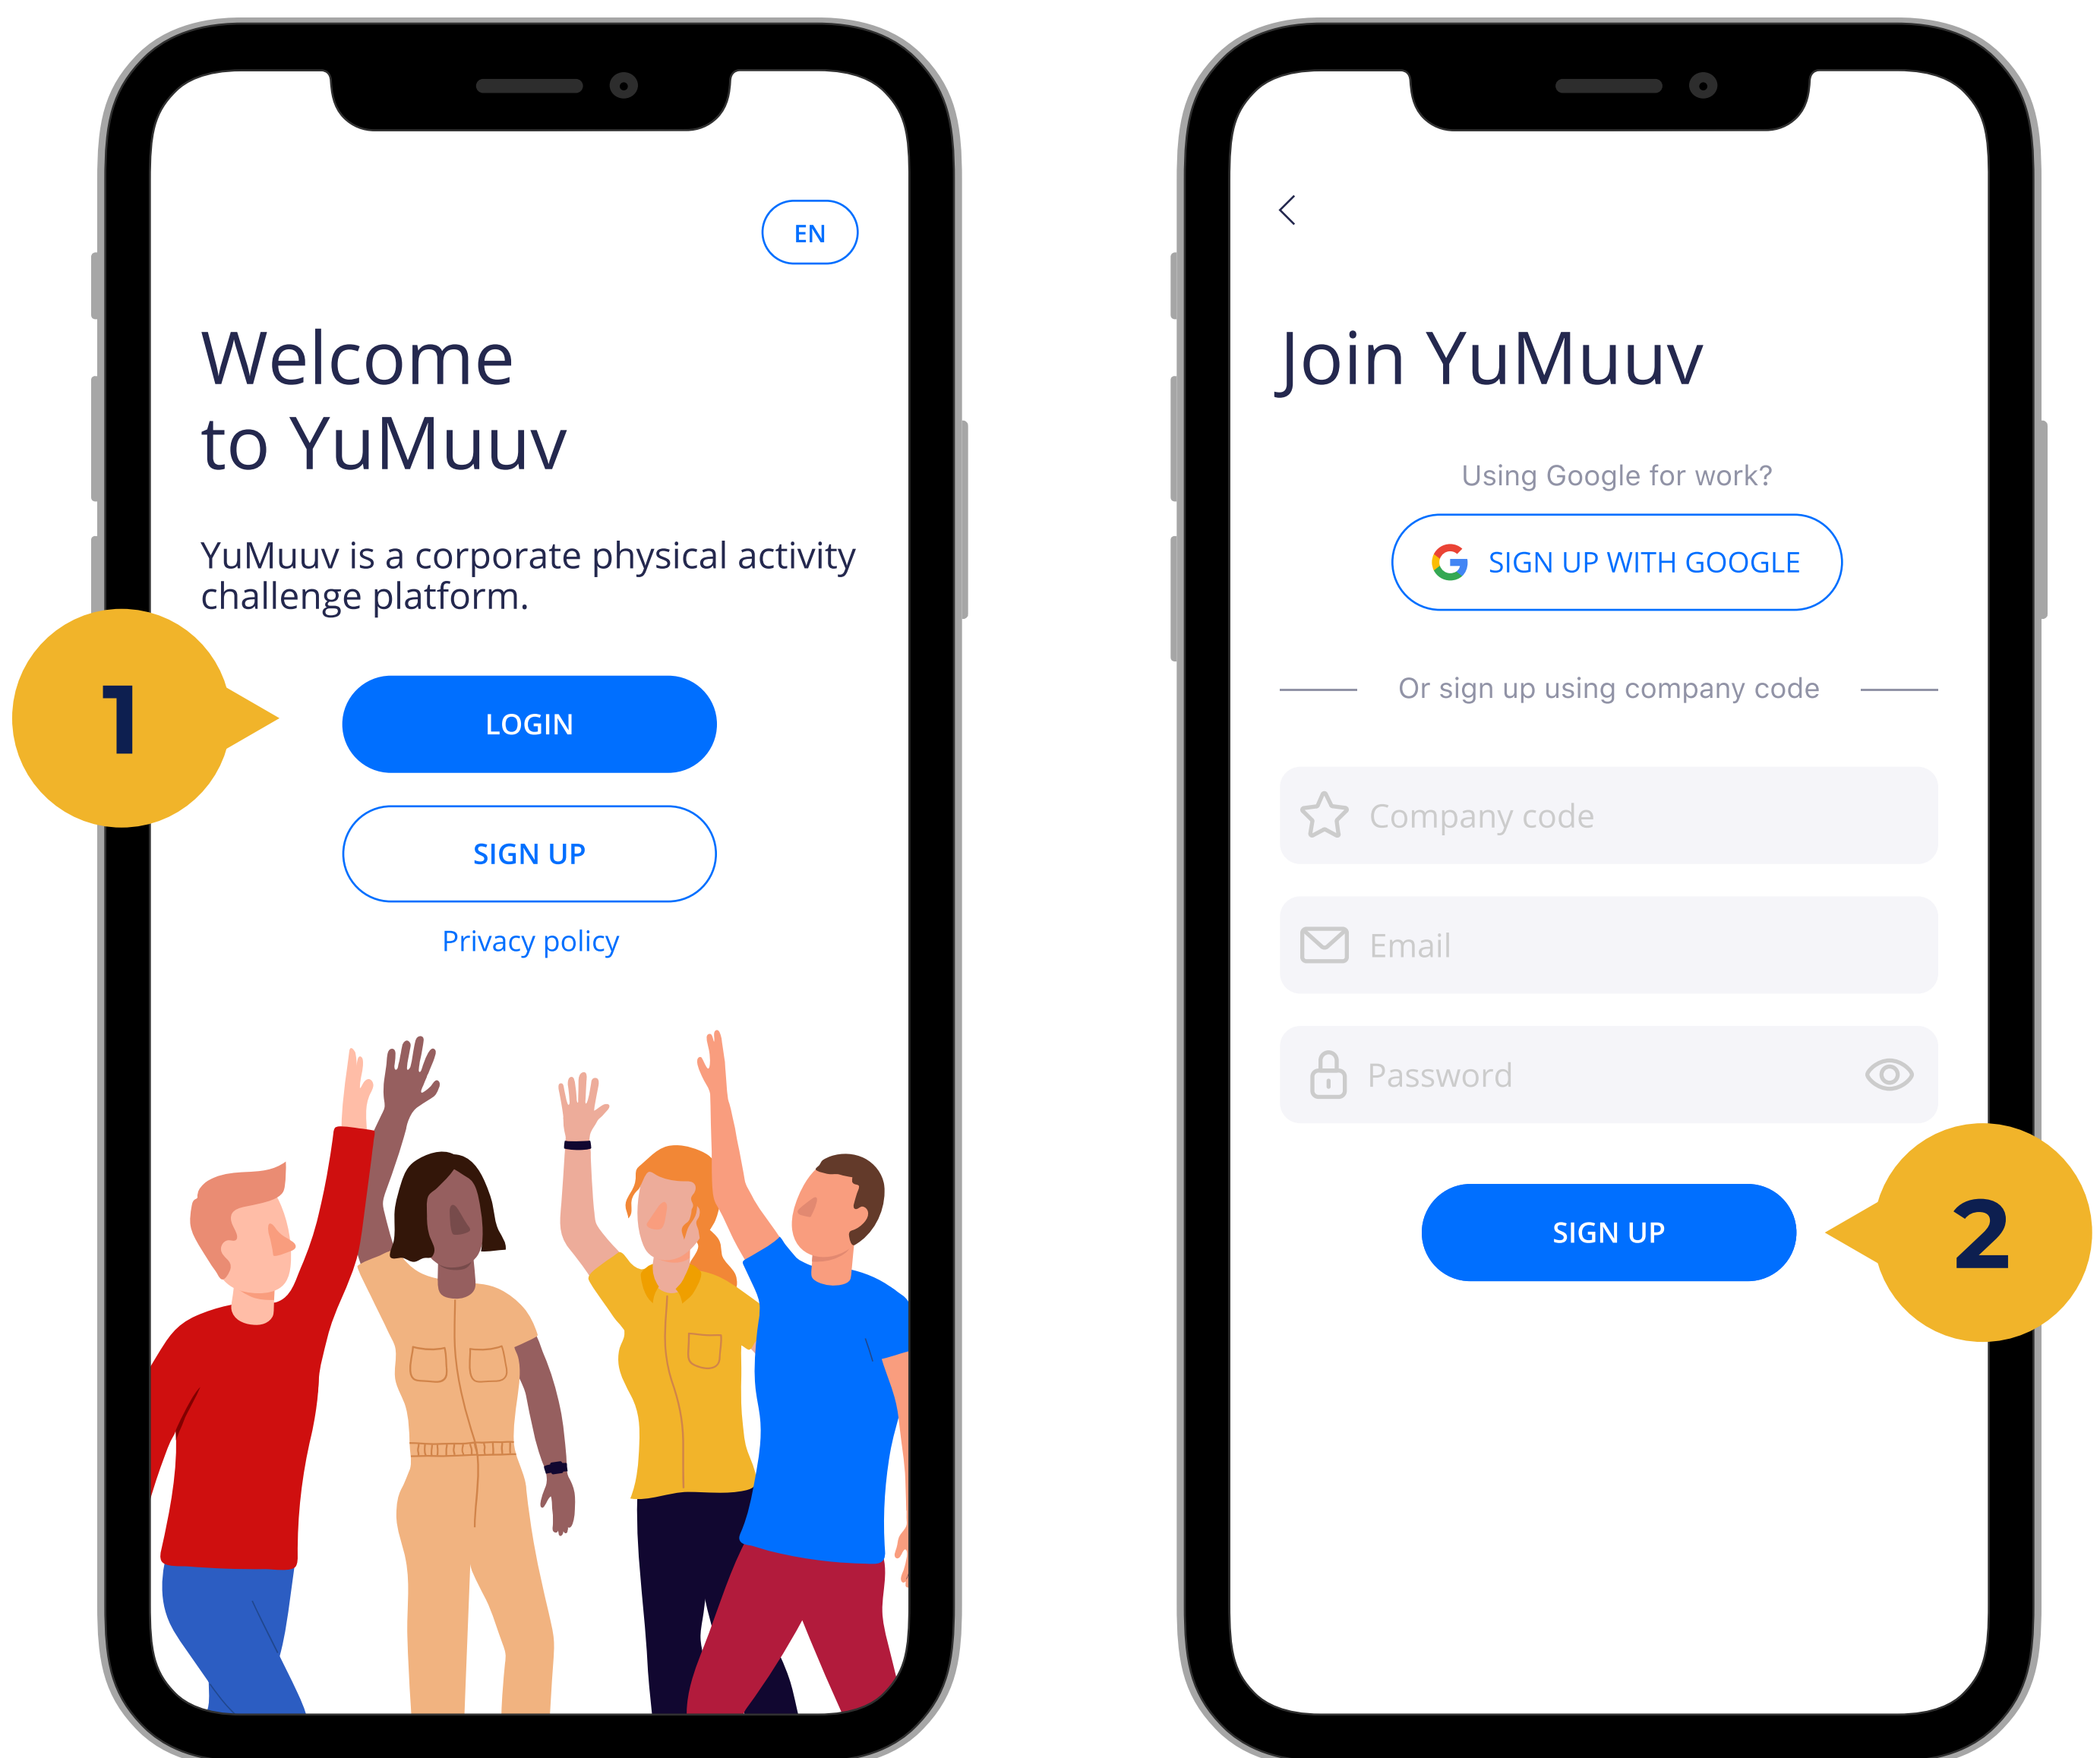 EN
Welcome
to YuMuuv
YuMuuv is a corporate physical activity
challenge platform.
1
LOGIN
SIGN UP
Privacy policy
Join YuMuuv
Using Google for work?
SIGN UP WITH GOOGLE
Or sign up using company code
Company code
Email
Password
SIGN UP
2